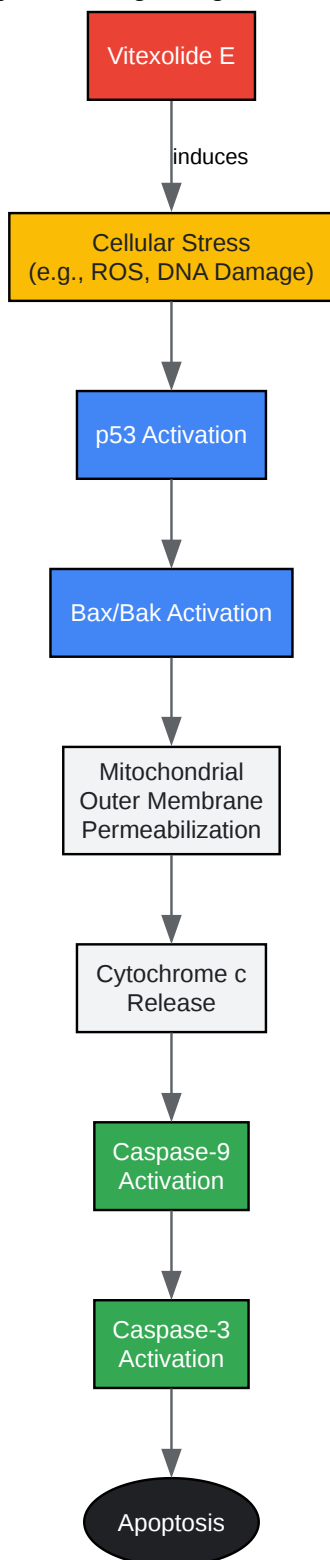 Vitexolide E
induces
Cellular Stress
(e.g., ROS, DNA Damage)
p53 Activation
Bax/Bak Activation
Mitochondrial
Outer Membrane
Permeabilization
Cytochrome c
Release
Caspase-9
Activation
Caspase-3
Activation
Apoptosis